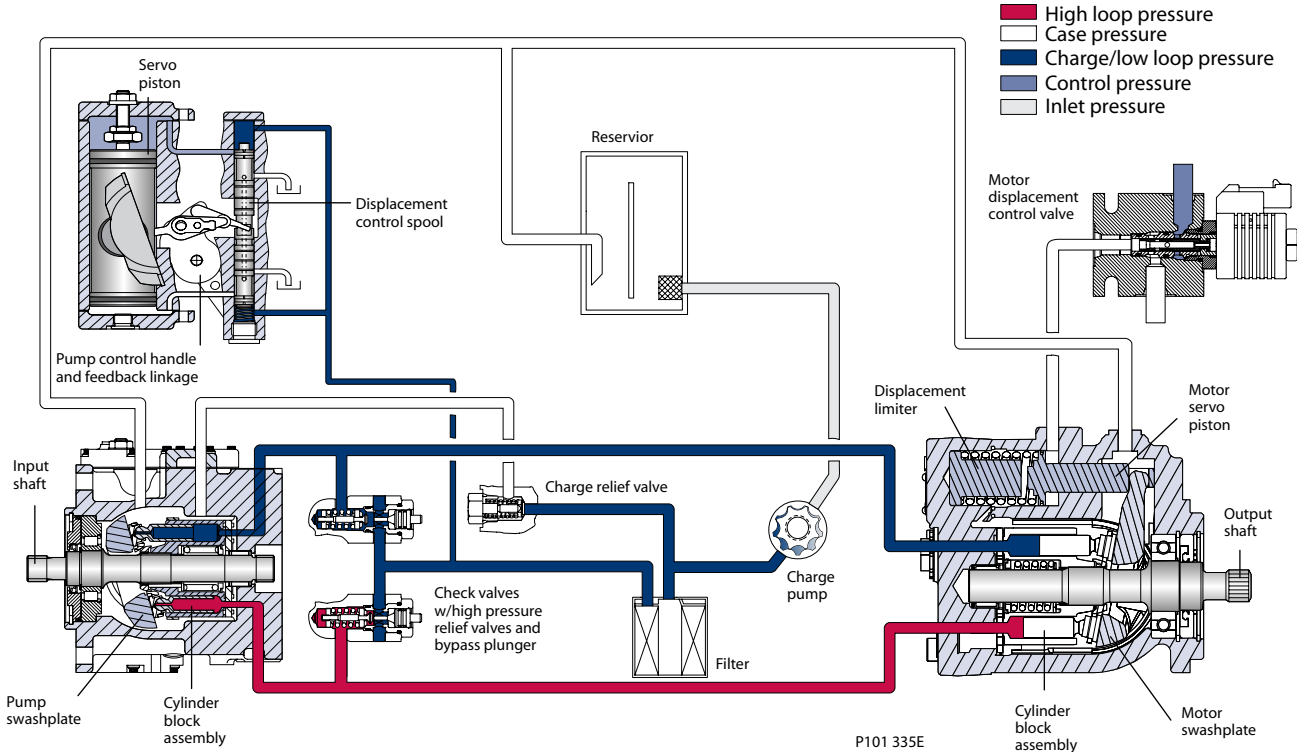 High loop pressure
Case pressure
Charge/low loop pressure
Control pressure
Inlet pressure
Servo
piston
Reservior
Displacement
control spool
Motor
displacement
control valve
Pump control handle
and feedback linkage
Displacement
limiter
Motor
servo
piston
Input
shaft
Charge relief valve
Output
shaft
Charge
pump
Check valves
w/high pressure
relief valves and
bypass plunger
Filter
Pump
swashplate
Cylinder
block
assembly
Cylinder
block
assembly
Motor
swashplate
P101 335E